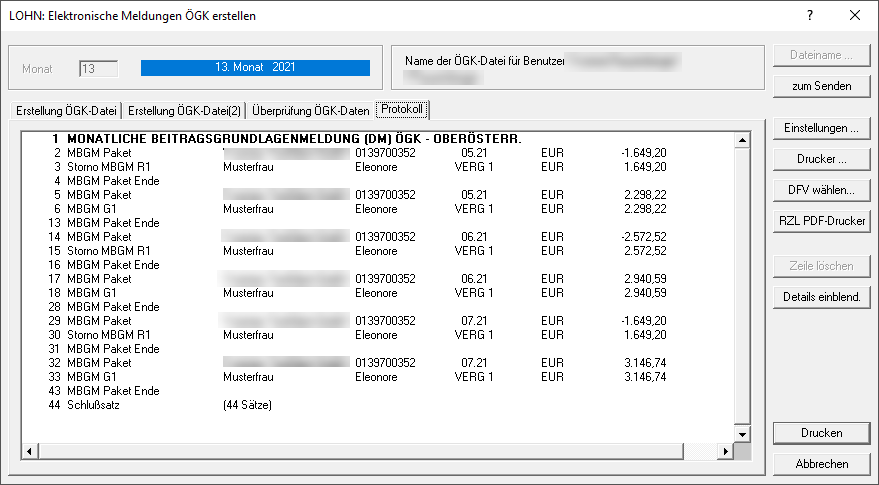 LOHN: Elektronische Meldungen ÖGK erstellen
Monat 13 13. Monat 2021
Name der ÖGK-Datei für Benutzer
Dateiname ...
zum Senden
Erstellung ÖGK-Datei Erstellung ÖGK-Datei(2) Überprüfung ÖGK-Daten Protokoll
1 MONATLICHE BEITRAGSGRUNDLAGENMELDUNG (DM) ÖGK - OBERÖSTERR.
2 MBGM Paket 0139700352 05.21 EUR -1.649,20
3 Storno MBGM R1 Musterfrau Eleonore VERG 1 EUR 1.649,20
4 MBGM Paket Ende
5 MBGM Paket 0139700352 05.21 EUR 2.298,22
6 MBGM G1 Musterfrau Eleonore VERG 1 EUR 2.298,22
13 MBGM Paket Ende
14 MBGM Paket 0139700352 06.21 EUR -2.572,52
15 Storno MBGM R1 Musterfrau Eleonore VERG 1 EUR 2.572,52
16 MBGM Paket Ende
17 MBGM Paket 0139700352 06.21 EUR 2.940,59
18 MBGM G1 Musterfrau Eleonore VERG 1 EUR 2.940,59
28 MBGM Paket Ende
29 MBGM Paket 0139700352 07.21 EUR -1.649,20
30 Storno MBGM R1 Musterfrau Eleonore VERG 1 EUR 1.649,20
31 MBGM Paket Ende
32 MBGM Paket 0139700352 07.21 EUR 3.146,74
33 MBGM G1 Musterfrau Eleonore VERG 1 EUR 3.146,74
43 MBGM Paket Ende
44 Schlußsatz (44 Sätze)
Einstellungen ...
Drucker ...
DFV wählen...
RZL PDF-Drucker
Zeile löschen
Details einblend.
Drucken
Abbrechen